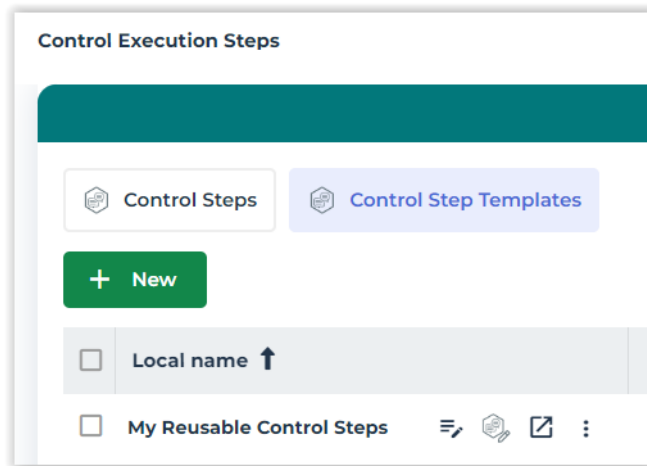 Control Execution Steps
Control Steps
Control Step Templates
+ New
Local name ↑
My Reusable Control Steps